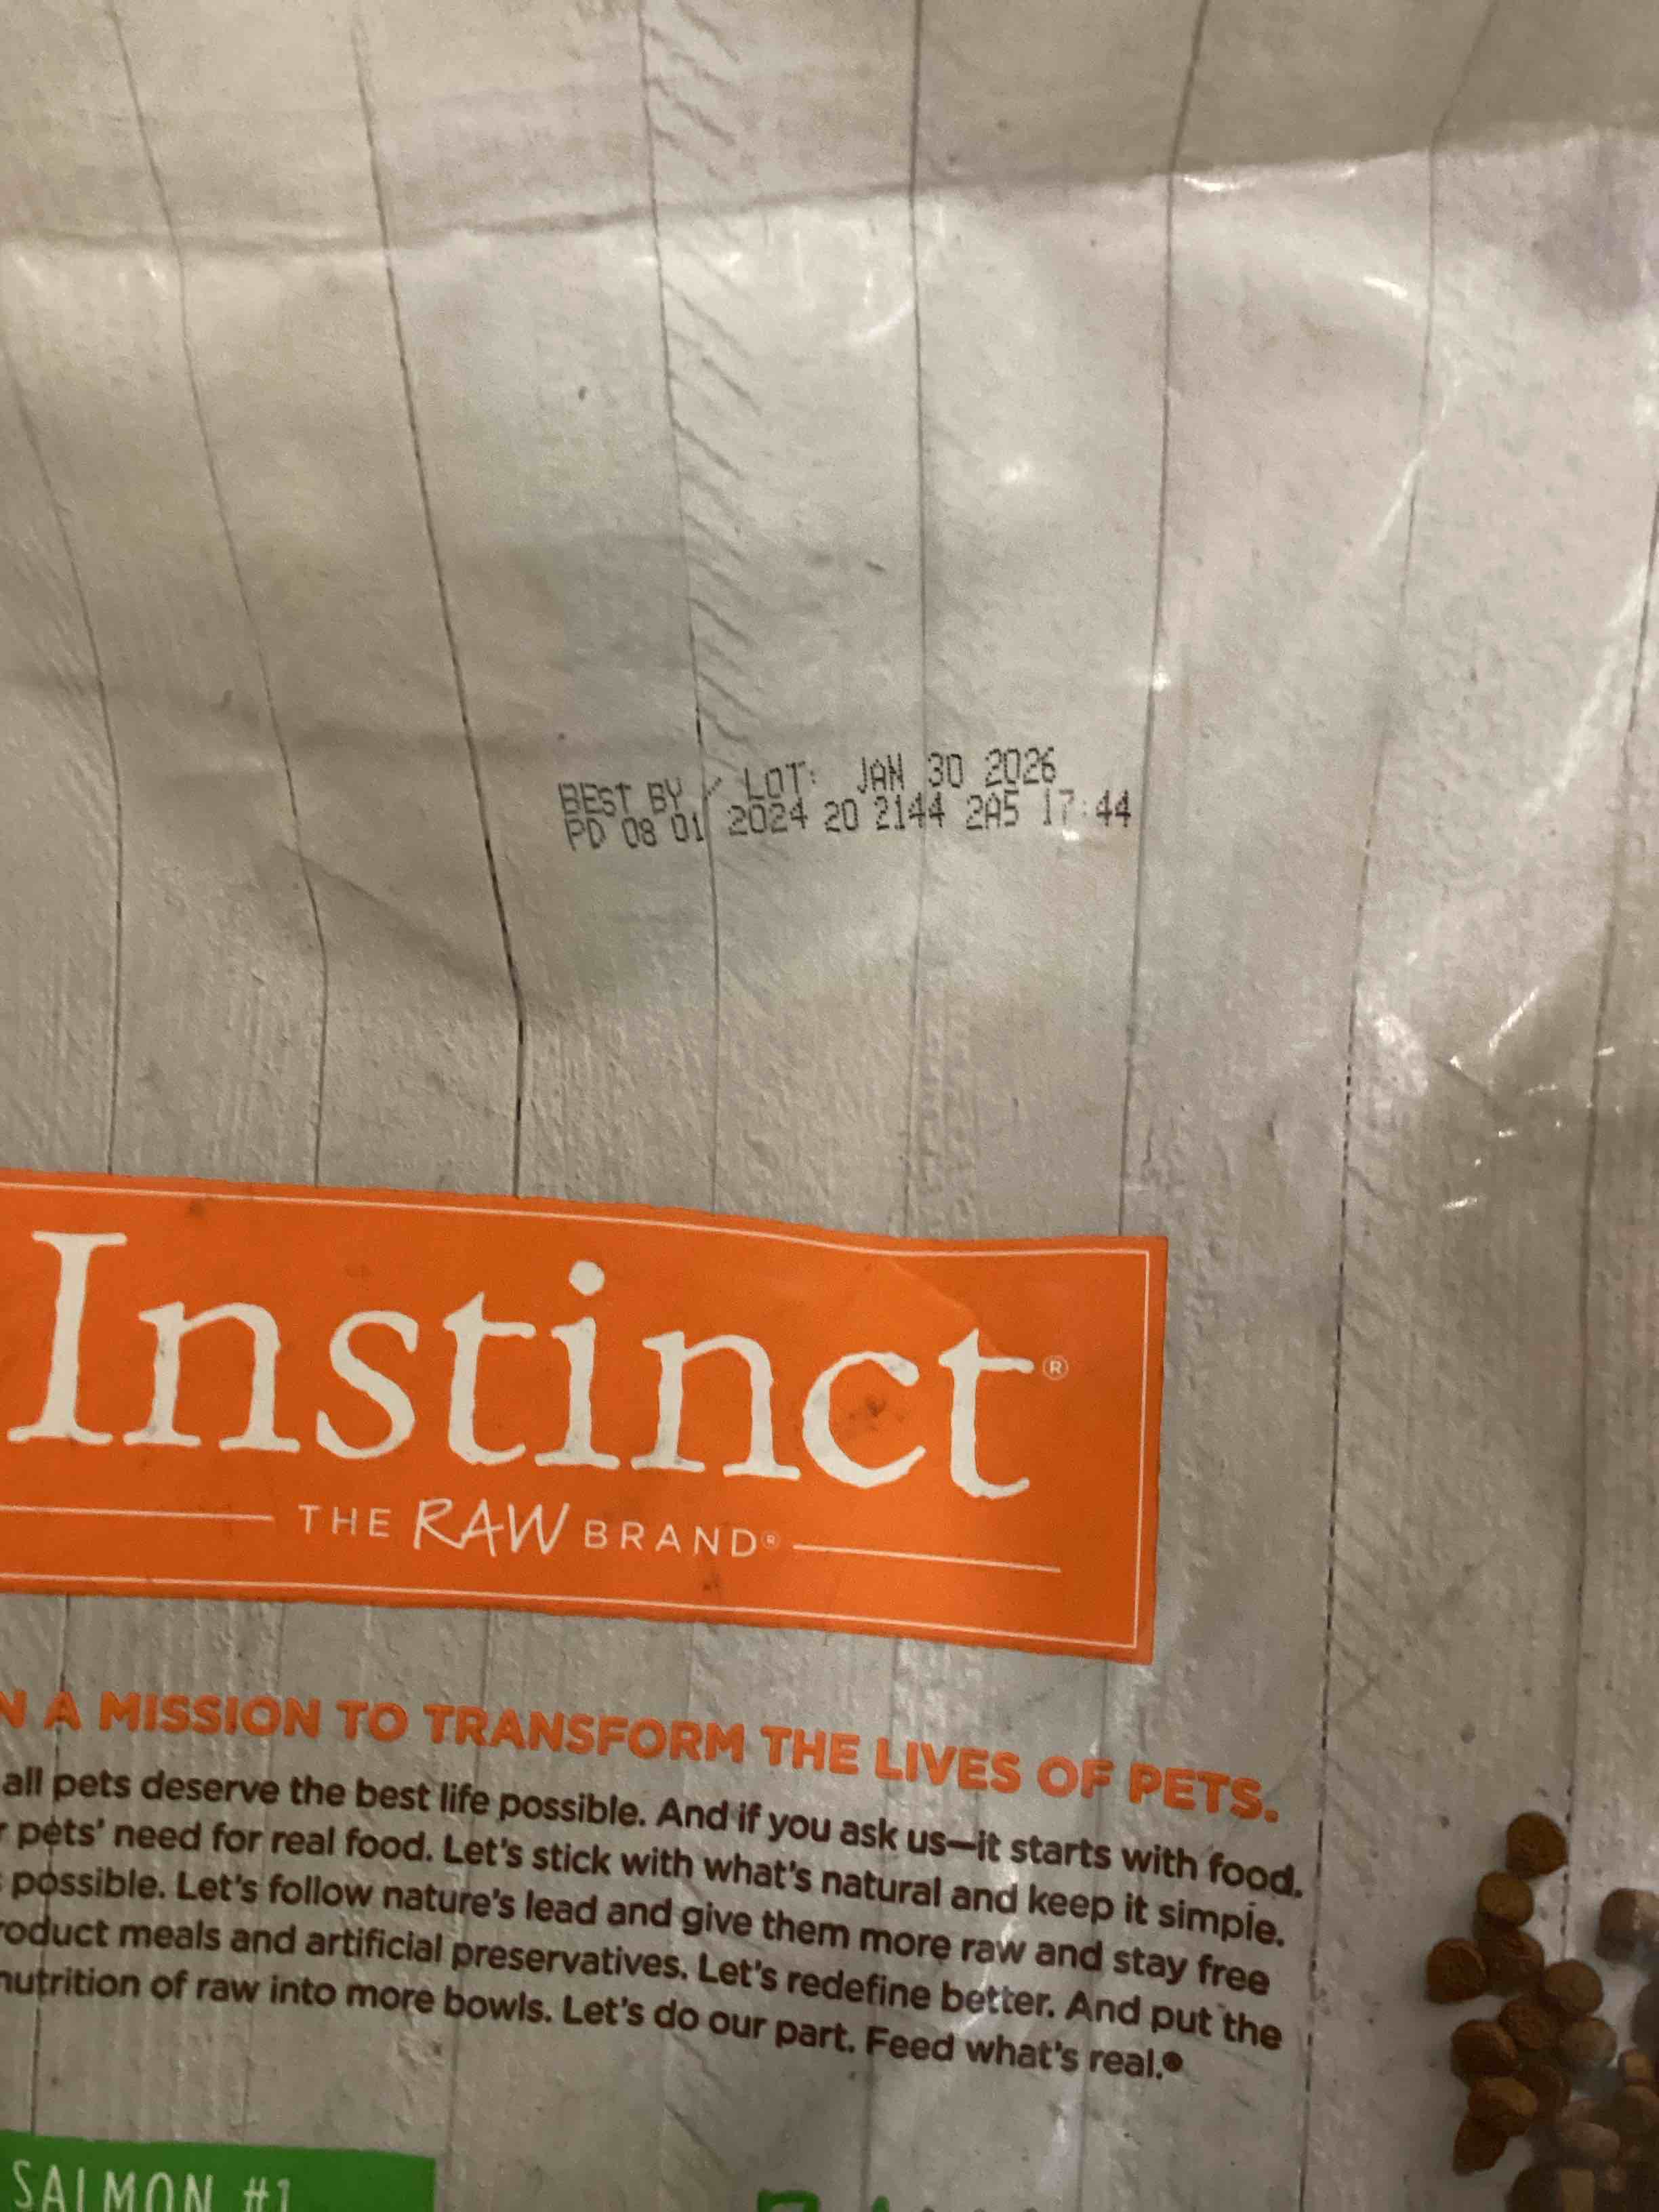 BEST BY / LOT: JAN 30 2026
PD 08 01 2024 20 2144 2A5 17:44
Instinct®
THE RAW BRAND®
N A MISSION TO TRANSFORM THE LIVES OF PETS.
all pets deserve the best life possible. And if you ask us—it starts with food.
r pets' need for real food. Let's stick with what's natural and keep it simple.
possible. Let's follow nature's lead and give them more raw and stay free
roduct meals and artificial preservatives. Let's redefine better. And put the
nutrition of raw into more bowls. Let's do our part. Feed what's real.®
SALMON #1